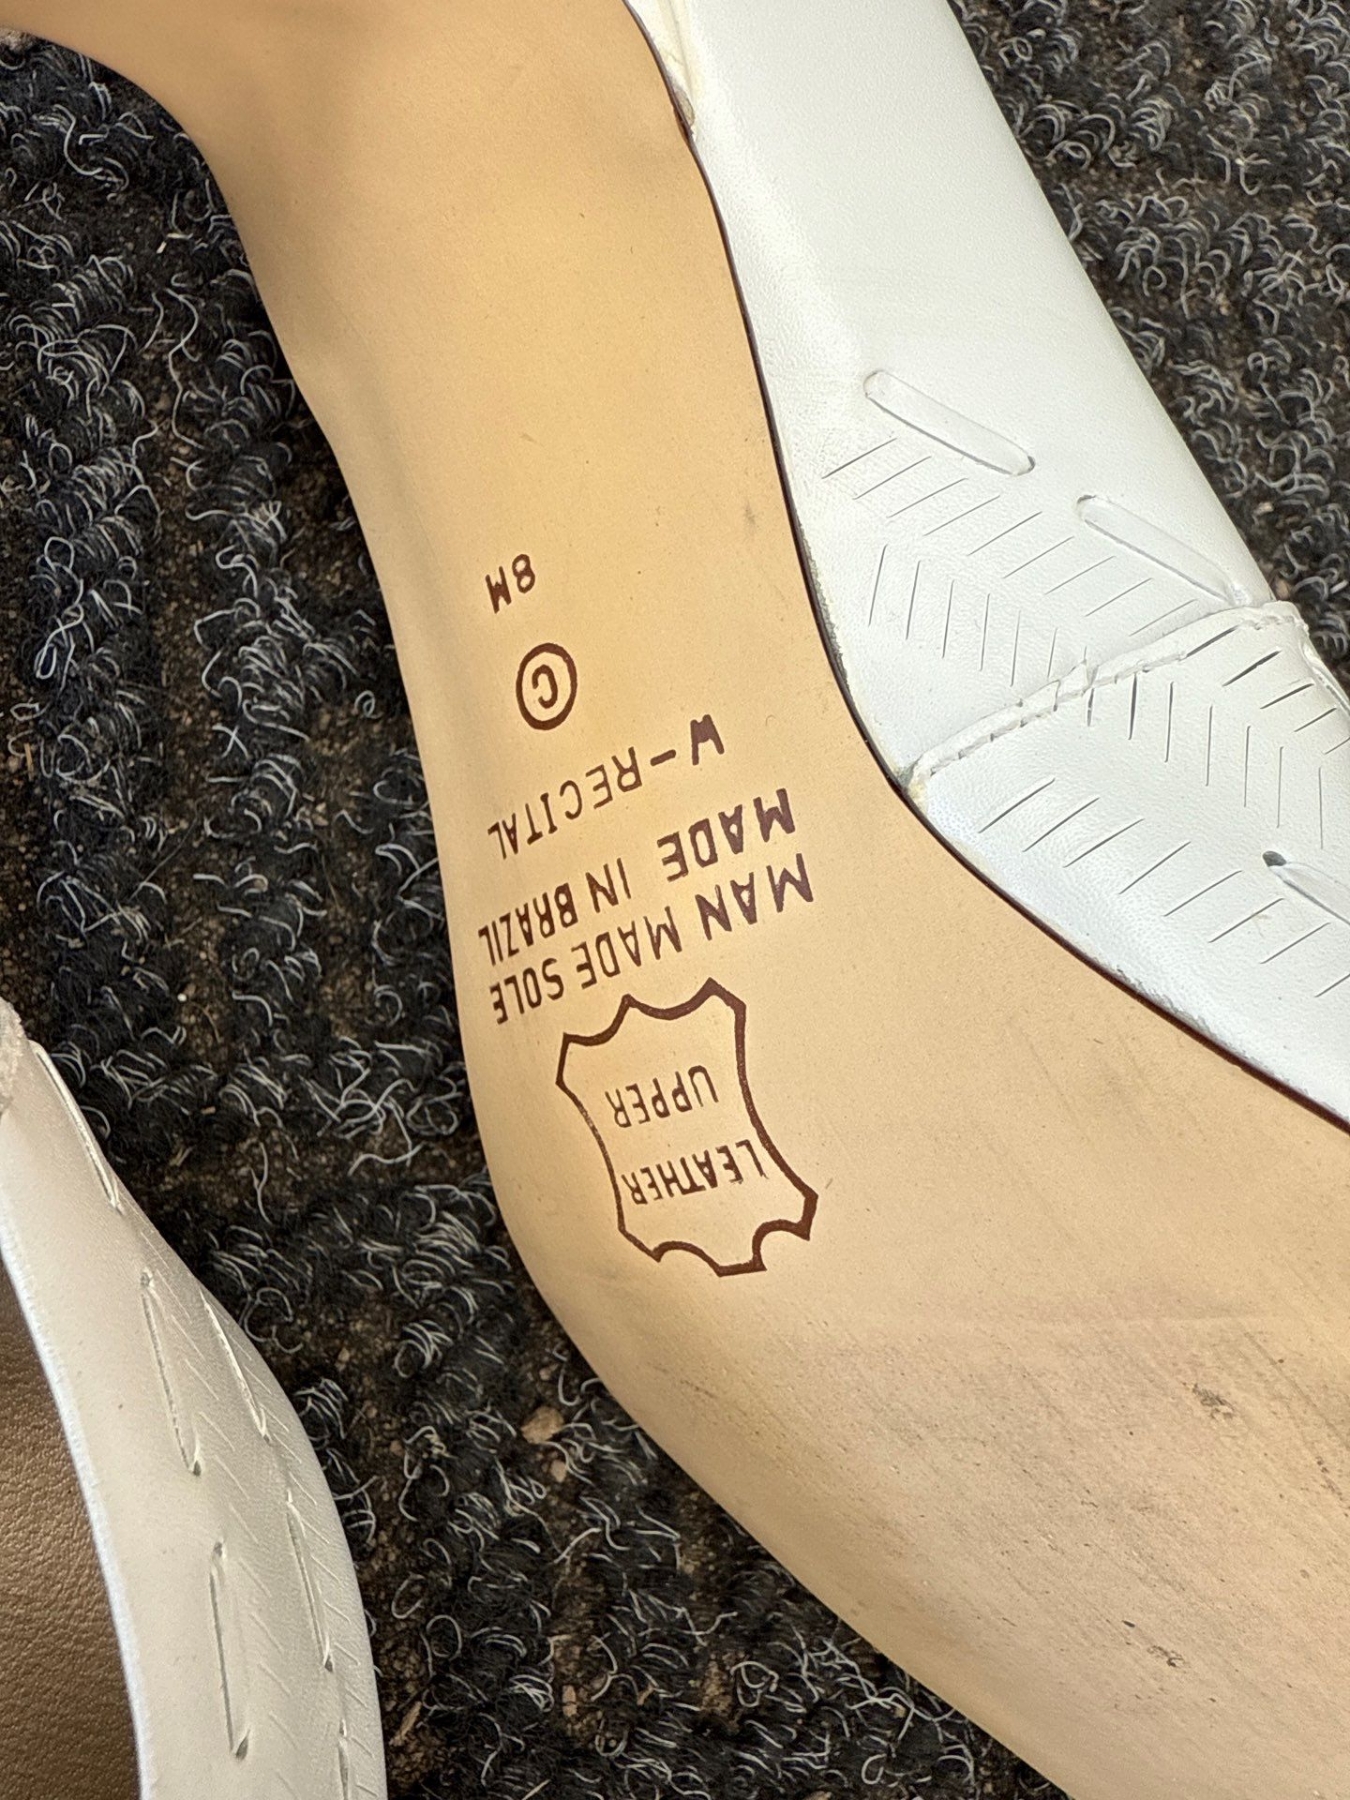 LEATHER
UPPER
MAN MADE SOLE
MADE IN BRAZIL
W-RECITAL
©
8M